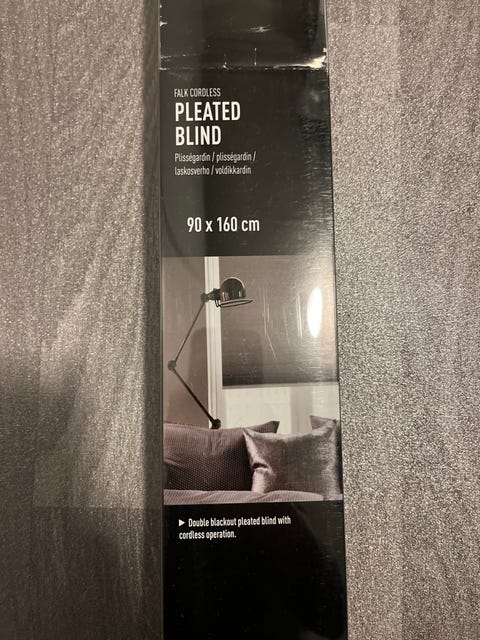 FALK CORDLESS
PLEATED
BLIND
Plisségardin / plisségardin /
laskosverho / voldikkardin
90 x 160 cm
► Double blackout pleated blind with
cordless operation.